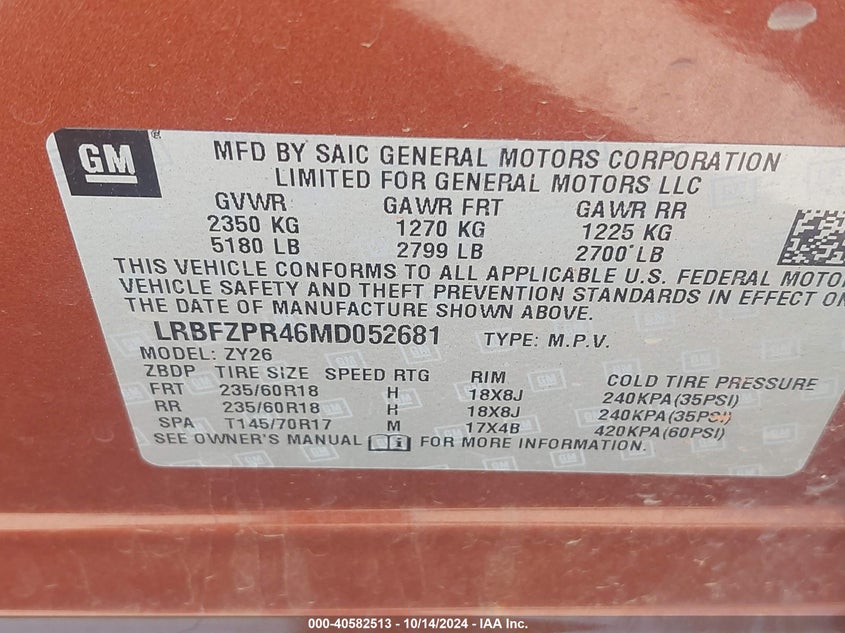 GM
MFD BY SAIC GENERAL MOTORS CORPORATION
LIMITED FOR GENERAL MOTORS LLC
GVWR GAWR FRT GAWR RR
2350 KG 1270 KG 1225 KG
5180 LB 2799 LB 2700 LB
THIS VEHICLE CONFORMS TO ALL APPLICABLE U.S. FEDERAL MOTOR
VEHICLE SAFETY AND THEFT PREVENTION STANDARDS IN EFFECT ON
THE DATE OF MANUFACTURE SHOWN ABOVE.
LRBFZPR46MD052681 TYPE: M.P.V.
MODEL: ZY26
ZBDP TIRE SIZE SPEED RTG RIM COLD TIRE PRESSURE
FRT 235/60R18 H 18X8J 240KPA(35PSI)
RR 235/60R18 H 18X8J 240KPA(35PSI)
SPA T145/70R17 M 17X4B 420KPA(60PSI)
SEE OWNER'S MANUAL FOR MORE INFORMATION.
000-40582513 - 10/14/2024 - IAA Inc.